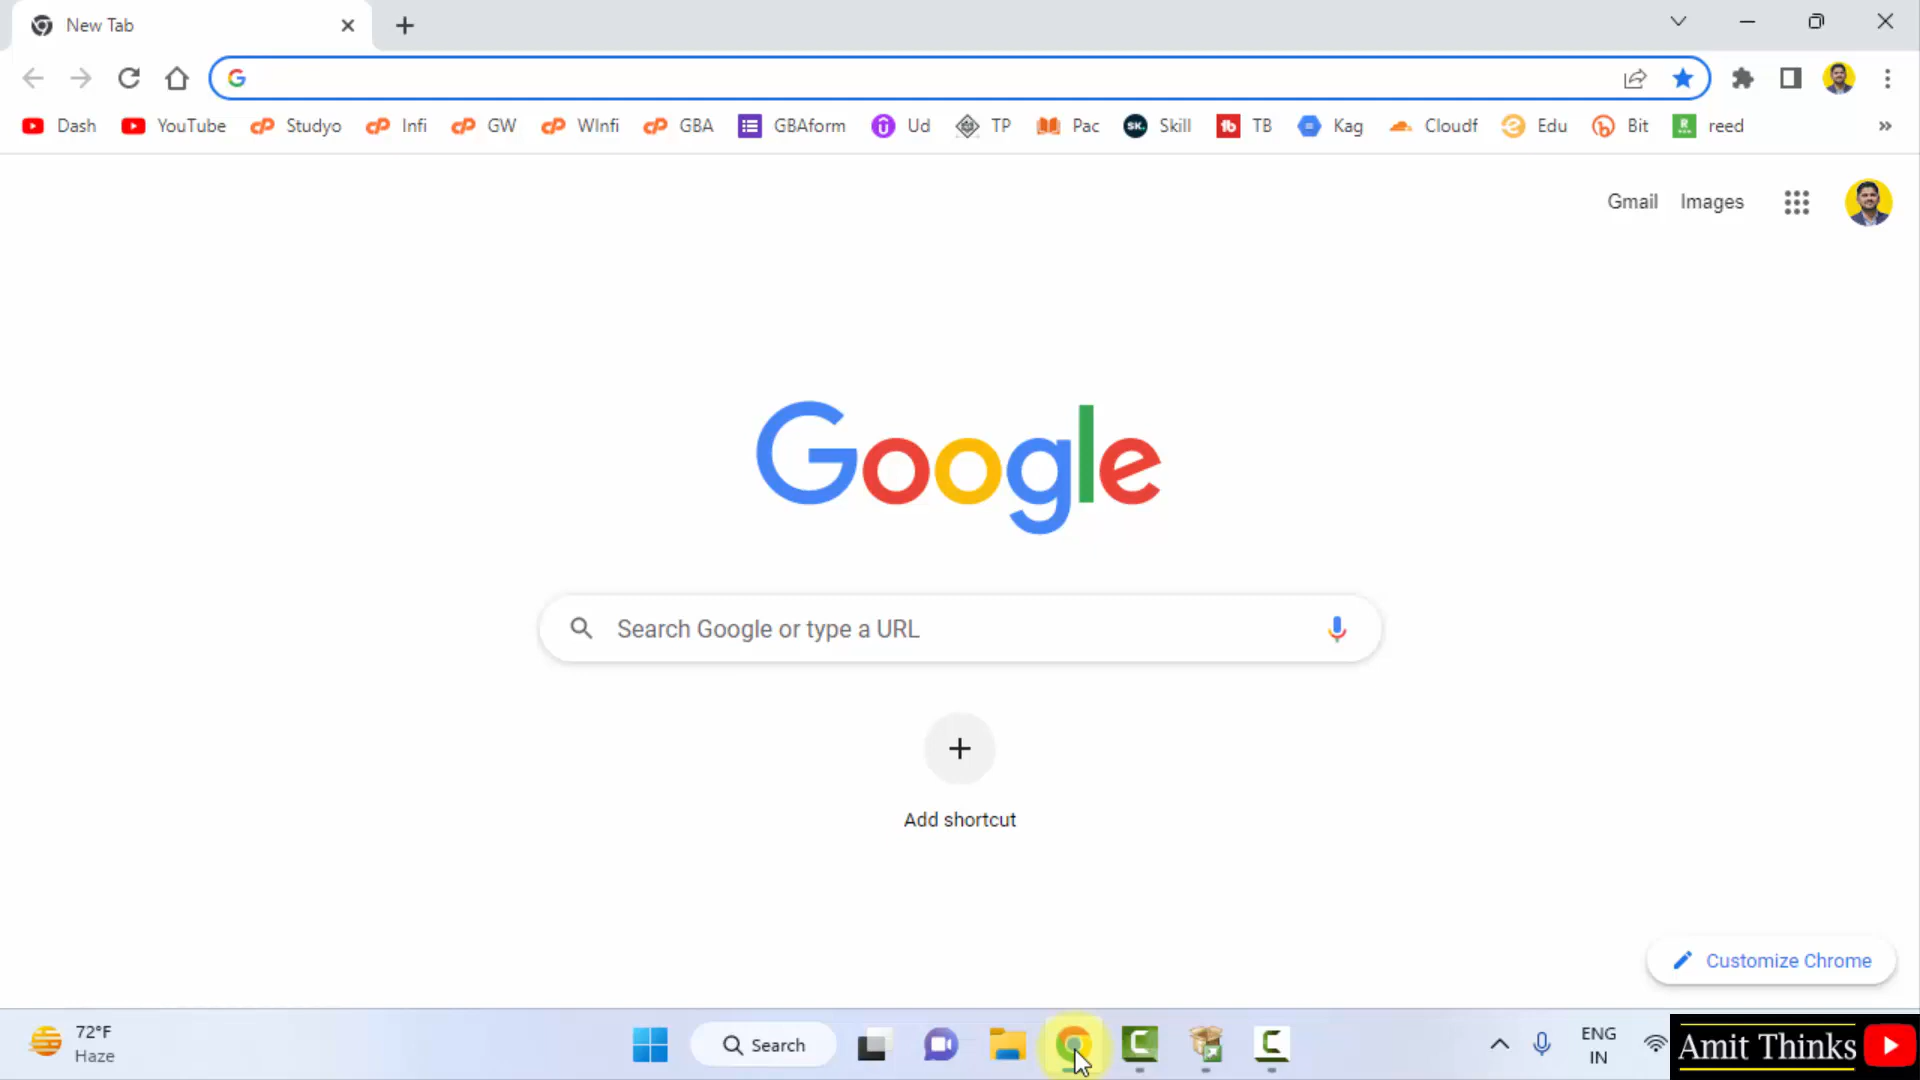 New Tab
Dash YouTube Studyo Infi GW WInfi GBA GBAform Ud TP Pac SK. Skill tb TB Kag Cloudf Edu Bit R reed
Gmail Images
Google
Search Google or type a URL
Add shortcut
Customize Chrome
72°F
Haze
Search
ENG
IN
Amit Thinks